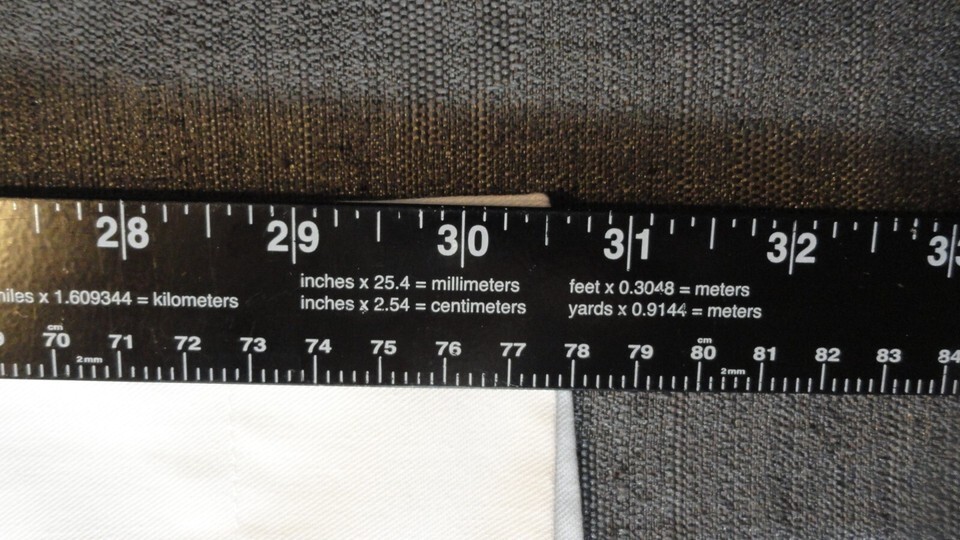 28 29 30 31 32
inches x 25.4 = millimeters feet x 0.3048 = meters
x 1.609344 = kilometers inches x 2.54 = centimeters yards x 0.9144 = meters
cm cm
70 71 72 73 74 75 76 77 78 79 80 81 82 83 84
2mm 2mm